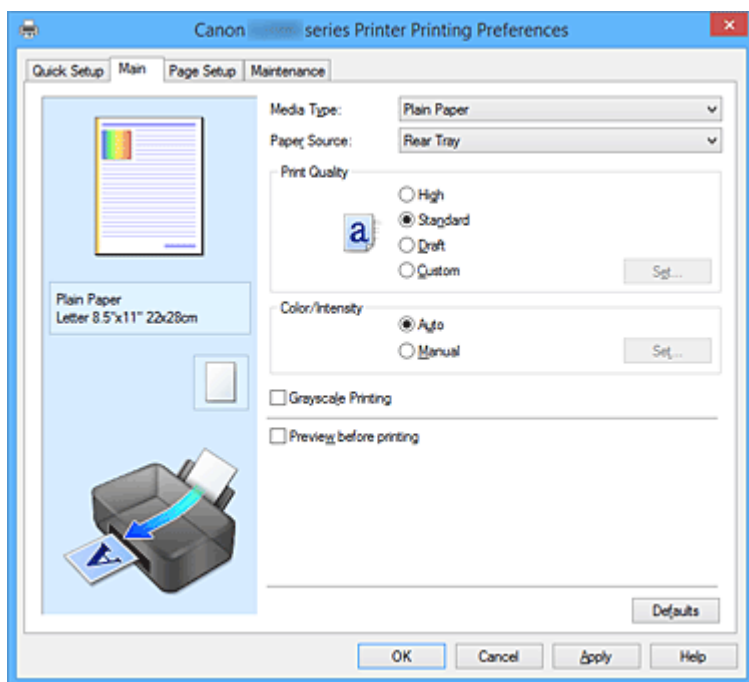 Canon series Printer Printing Preferences
Quick Setup Main Page Setup Maintenance
Media Type: Plain Paper
Paper Source: Rear Tray
Print Quality
High
a
Standard
Draft
Custom Set...
Plain Paper
Letter 8.5"x11" 22x28cm
Color/Intensity
Auto
Manual Set...
Grayscale Printing
Preview before printing
A
Defaults
OK Cancel Apply Help